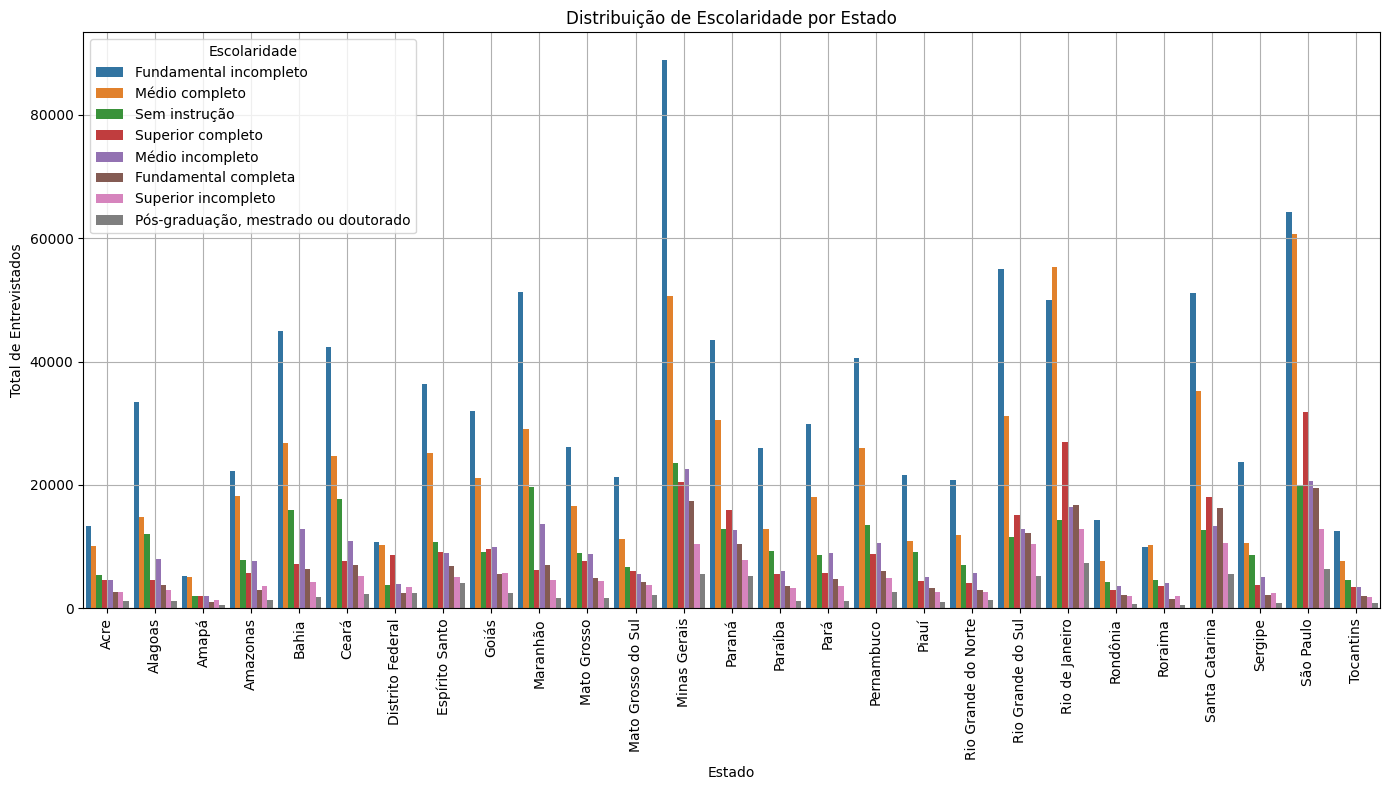 Distribuição de Escolaridade por Estado
Escolaridade
Fundamental incompleto
Médio completo
Sem instrução
Superior completo
Médio incompleto
Fundamental completa
Superior incompleto
Pós-graduação, mestrado ou doutorado
Total de Entrevistados
80000
60000
40000
20000
0
Acre
Alagoas
Amapá
Amazonas
Bahia
Ceará
Distrito Federal
Espírito Santo
Goiás
Maranhão
Mato Grosso
Mato Grosso do Sul
Minas Gerais
Paraná
Paraíba
Pará
Pernambuco
Piauí
Rio Grande do Norte
Rio Grande do Sul
Rio de Janeiro
Rondônia
Roraima
Santa Catarina
Sergipe
São Paulo
Tocantins
Estado